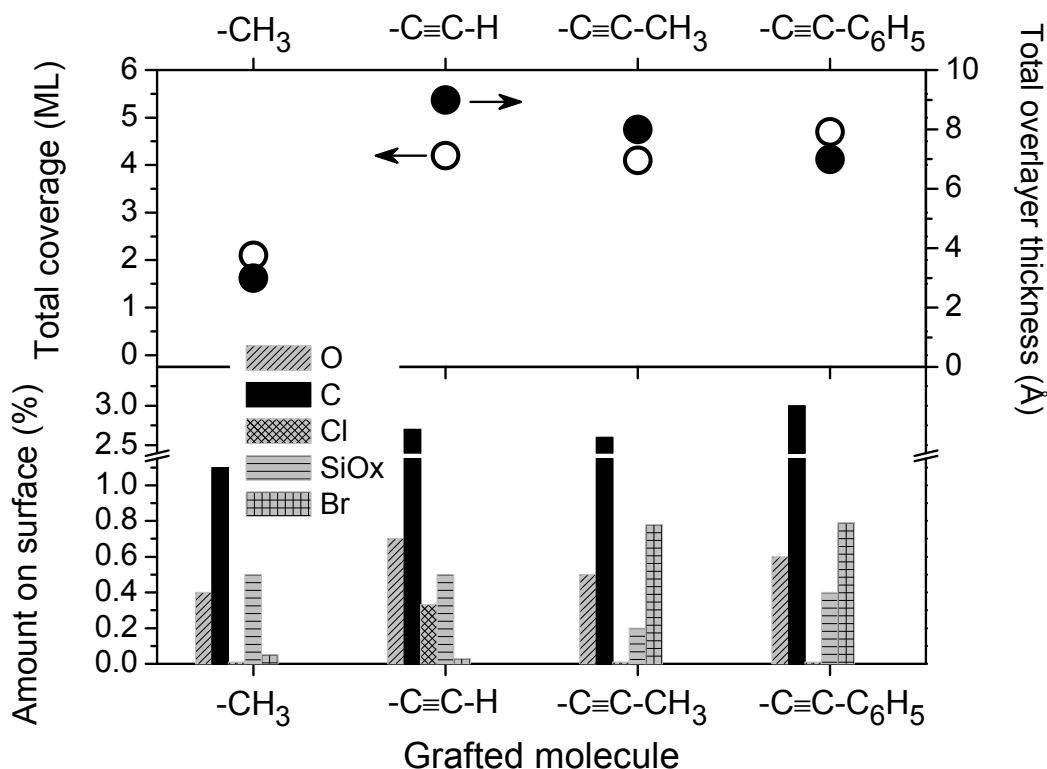 -CH₃ -C≡C-H -C≡C-CH₃ -C≡C-C₆H₅
Total coverage (ML)
6
5
4
3
2
1
0
10
8
6
4
2
0
Total overlayer thickness (Å)
O
C
Cl
SiOx
Br
Amount on surface (%)
3.0
2.5
1.0
0.8
0.6
0.4
0.2
0.0
-CH₃ -C≡C-H -C≡C-CH₃ -C≡C-C₆H₅
Grafted molecule